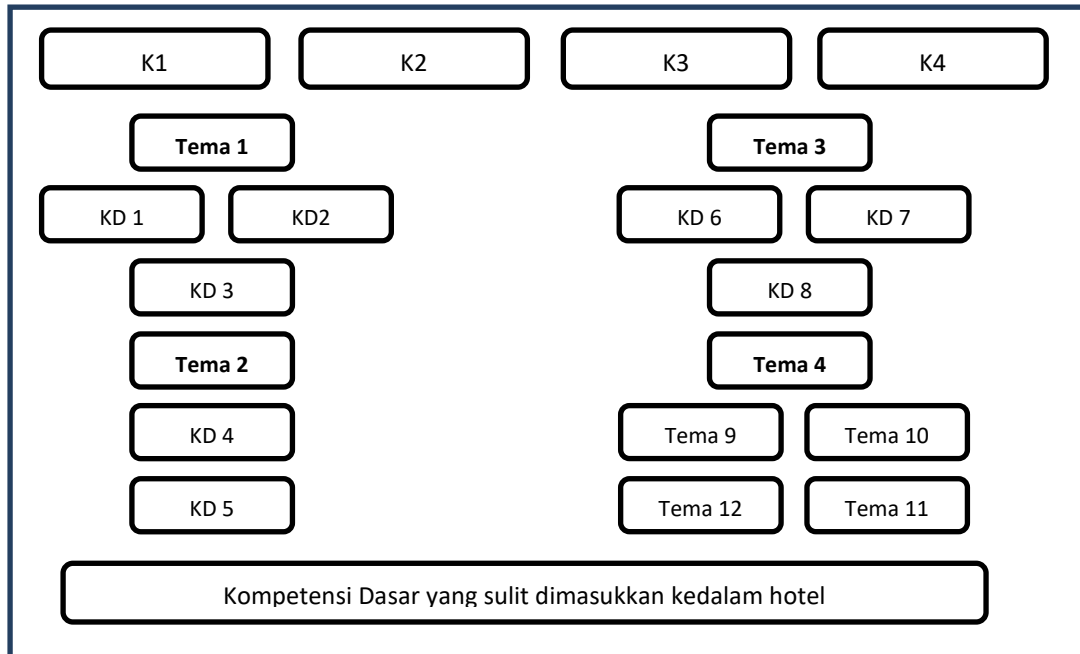 K1 K2 K3 K4
Tema 1 Tema 3
KD 1 KD2 KD 6 KD 7
KD 3 KD 8
Tema 2 Tema 4
KD 4 Tema 9 Tema 10
KD 5 Tema 12 Tema 11
Kompetensi Dasar yang sulit dimasukkan kedalam hotel